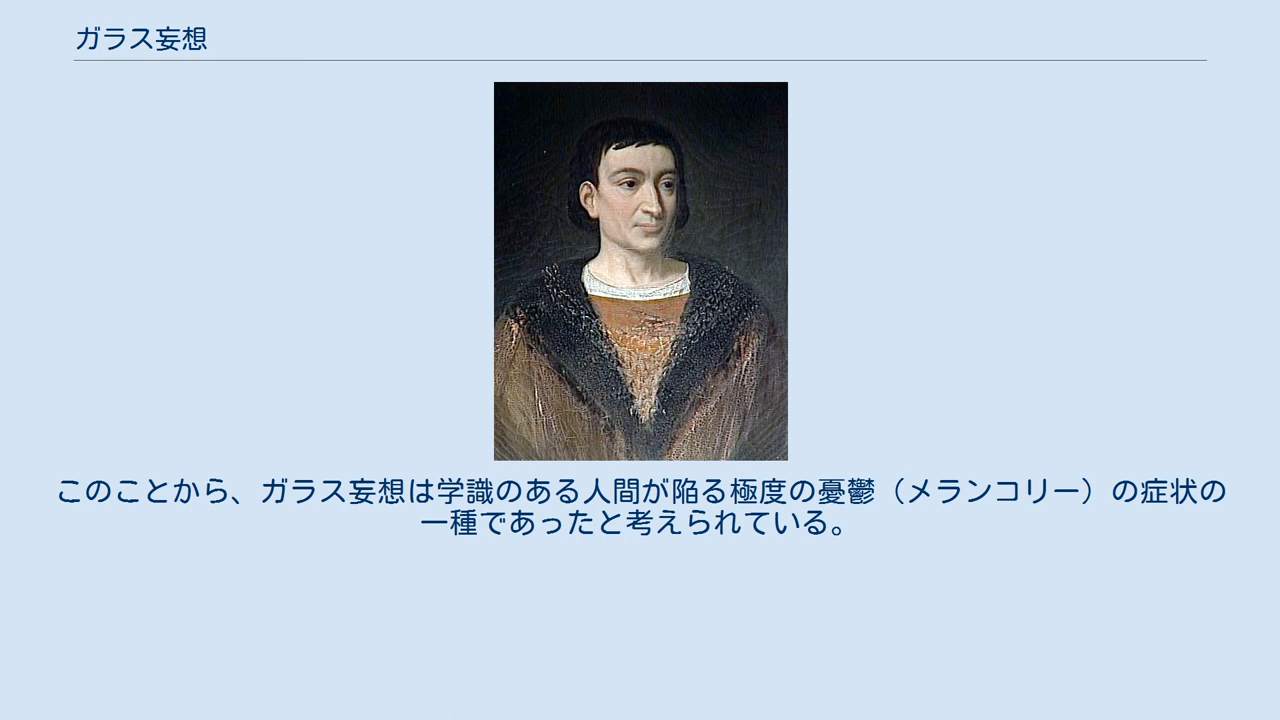 ガラス妄想
このことから、ガラス妄想は学識のある人間が陥る極度の憂鬱（メランコリー）の症状の
一種であったと考えられている。